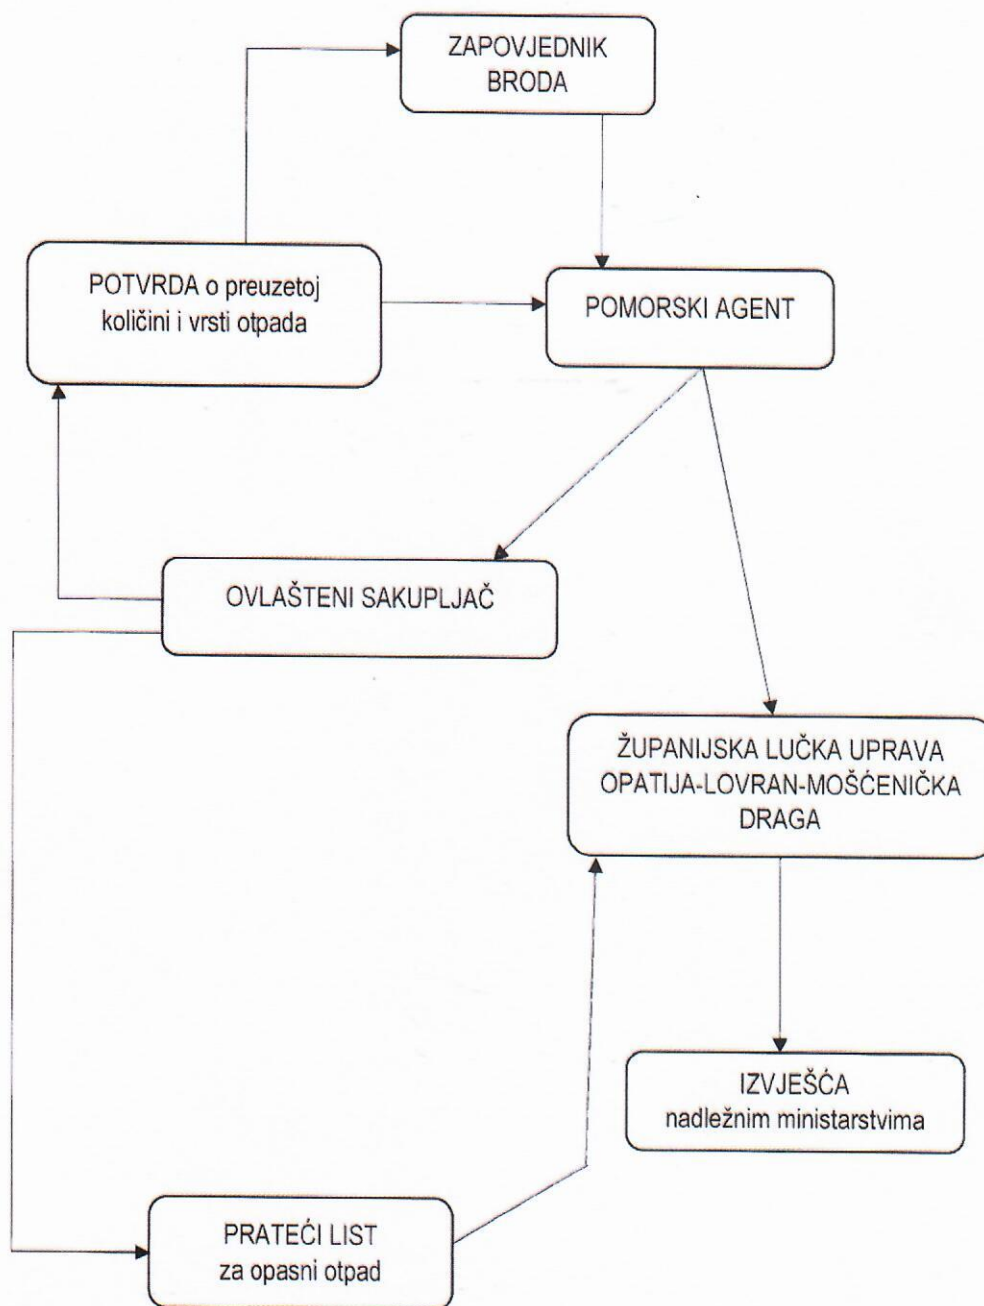 ZAPOVJEDNIK
BRODA
POTVRDA o preuzetoj
količini i vrsti otpada
POMORSKI AGENT
OVLAŠTENI SAKUPLJAČ
ŽUPANIJSKA LUČKA UPRAVA
OPATIJA-LOVRAN-MOŠĆENIČKA
DRAGA
IZVJEŠĆA
nadležnim ministarstvima
PRATEĆI LIST
za opasni otpad